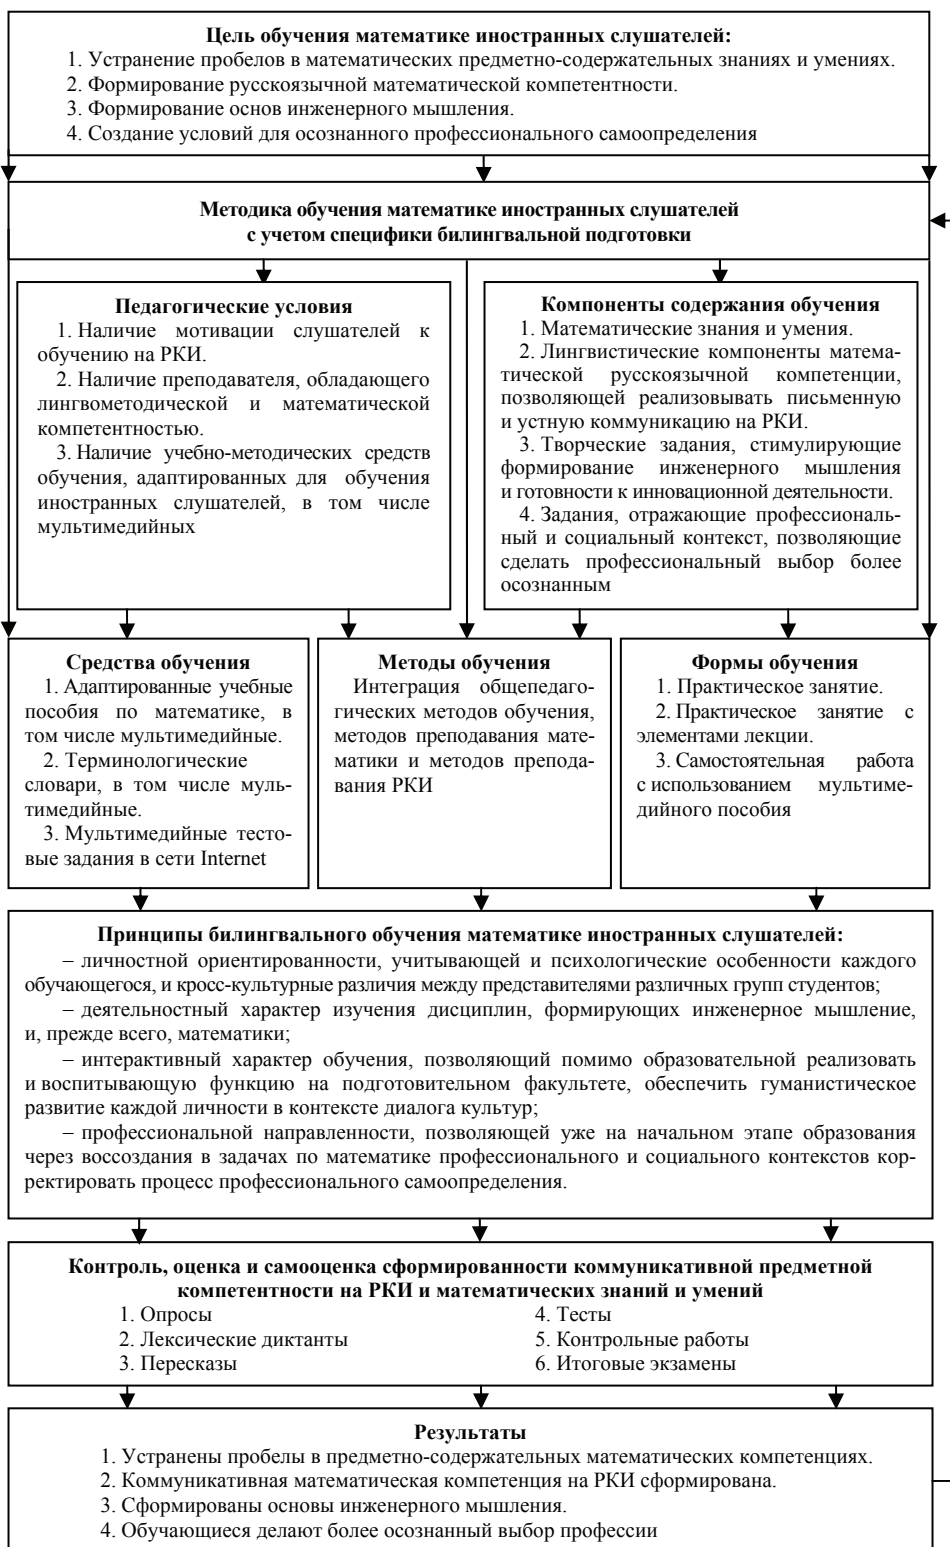 Цель обучения математике иностранных слушателей:
1. Устранение пробелов в математических предметно-содержательных знаниях и умениях.
2. Формирование русскоязычной математической компетентности.
3. Формирование основ инженерного мышления.
4. Создание условий для осознанного профессионального самоопределения
Методика обучения математике иностранных слушателей
с учетом специфики билингвальной подготовки
Педагогические условия
1. Наличие мотивации слушателей к
обучению на РКИ.
2. Наличие преподавателя, обладающего
лингвометодической и математической
компетентностью.
3. Наличие учебно-методических средств
обучения, адаптированных для обучения
иностранных слушателей, в том числе
мультимедийных
Компоненты содержания обучения
1. Математические знания и умения.
2. Лингвистические компоненты матема-
тической русскоязычной компетенции,
позволяющей реализовывать письменную
и устную коммуникацию на РКИ.
3. Творческие задания, стимулирующие
формирование инженерного мышления
и готовности к инновационной деятельности.
4. Задания, отражающие профессиональ-
ный и социальный контекст, позволяющие
сделать профессиональный выбор более
осознанным
Средства обучения
1. Адаптированные учебные
пособия по математике, в
том числе мультимедийные.
2. Терминологические
словари, в том числе муль-
тимедийные.
3. Мультимедийные тесто-
вые задания в сети Internet
Методы обучения
Интеграция общепедаго-
гических методов обучения,
методов преподавания мате-
матики и методов препода-
вания РКИ
Формы обучения
1. Практическое занятие.
2. Практическое занятие с
элементами лекции.
3. Самостоятельная работа
с использованием мультиме-
дийного пособия
Принципы билингвального обучения математике иностранных слушателей:
– личностной ориентированности, учитывающей и психологические особенности каждого
обучающегося, и кросс-культурные различия между представителями различных групп студентов;
– деятельностный характер изучения дисциплин, формирующих инженерное мышление,
и, прежде всего, математики;
– интерактивный характер обучения, позволяющий помимо образовательной реализовать
и воспитывающую функцию на подготовительном факультете, обеспечить гуманистическое
развитие каждой личности в контексте диалога культур;
– профессиональной направленности, позволяющей уже на начальном этапе образования
через воссоздания в задачах по математике профессионального и социального контекстов кор-
ректировать процесс профессионального самоопределения.
Контроль, оценка и самооценка сформированности коммуникативной предметной
компетентности на РКИ и математических знаний и умений
1. Опросы
2. Лексические диктанты
3. Пересказы
4. Тесты
5. Контрольные работы
6. Итоговые экзамены
Результаты
1. Устранены пробелы в предметно-содержательных математических компетенциях.
2. Коммуникативная математическая компетенция на РКИ сформирована.
3. Сформированы основы инженерного мышления.
4. Обучающиеся делают более осознанный выбор профессии